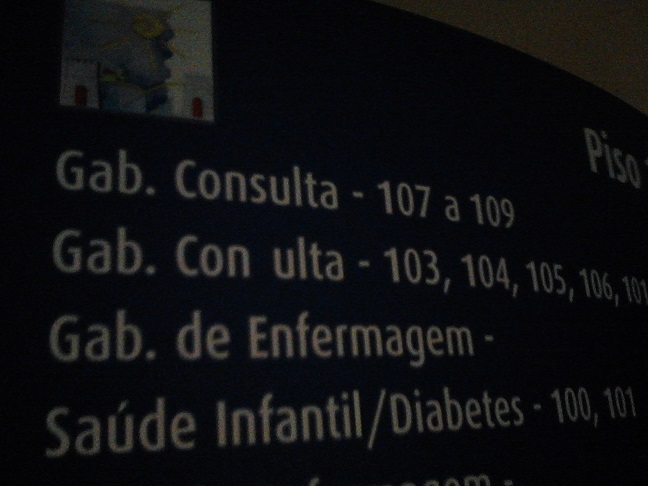 Piso
Gab. Consulta - 107 a 109
Gab. Con ulta - 103, 104, 105, 106, 101
Gab. de Enfermagem -
Saúde Infantil/Diabetes - 100, 101